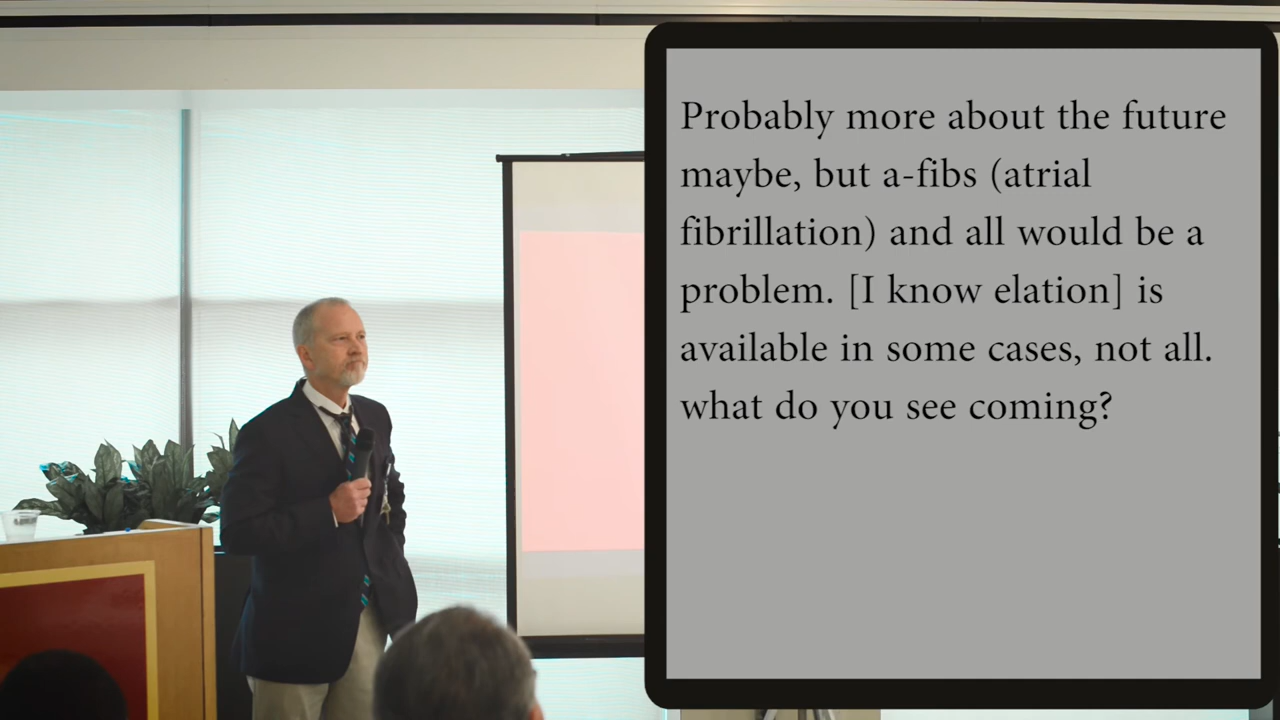 Probably more about the future
maybe, but a-fibs (atrial
fibrillation) and all would be a
problem. [I know elation] is
available in some cases, not all.
what do you see coming?